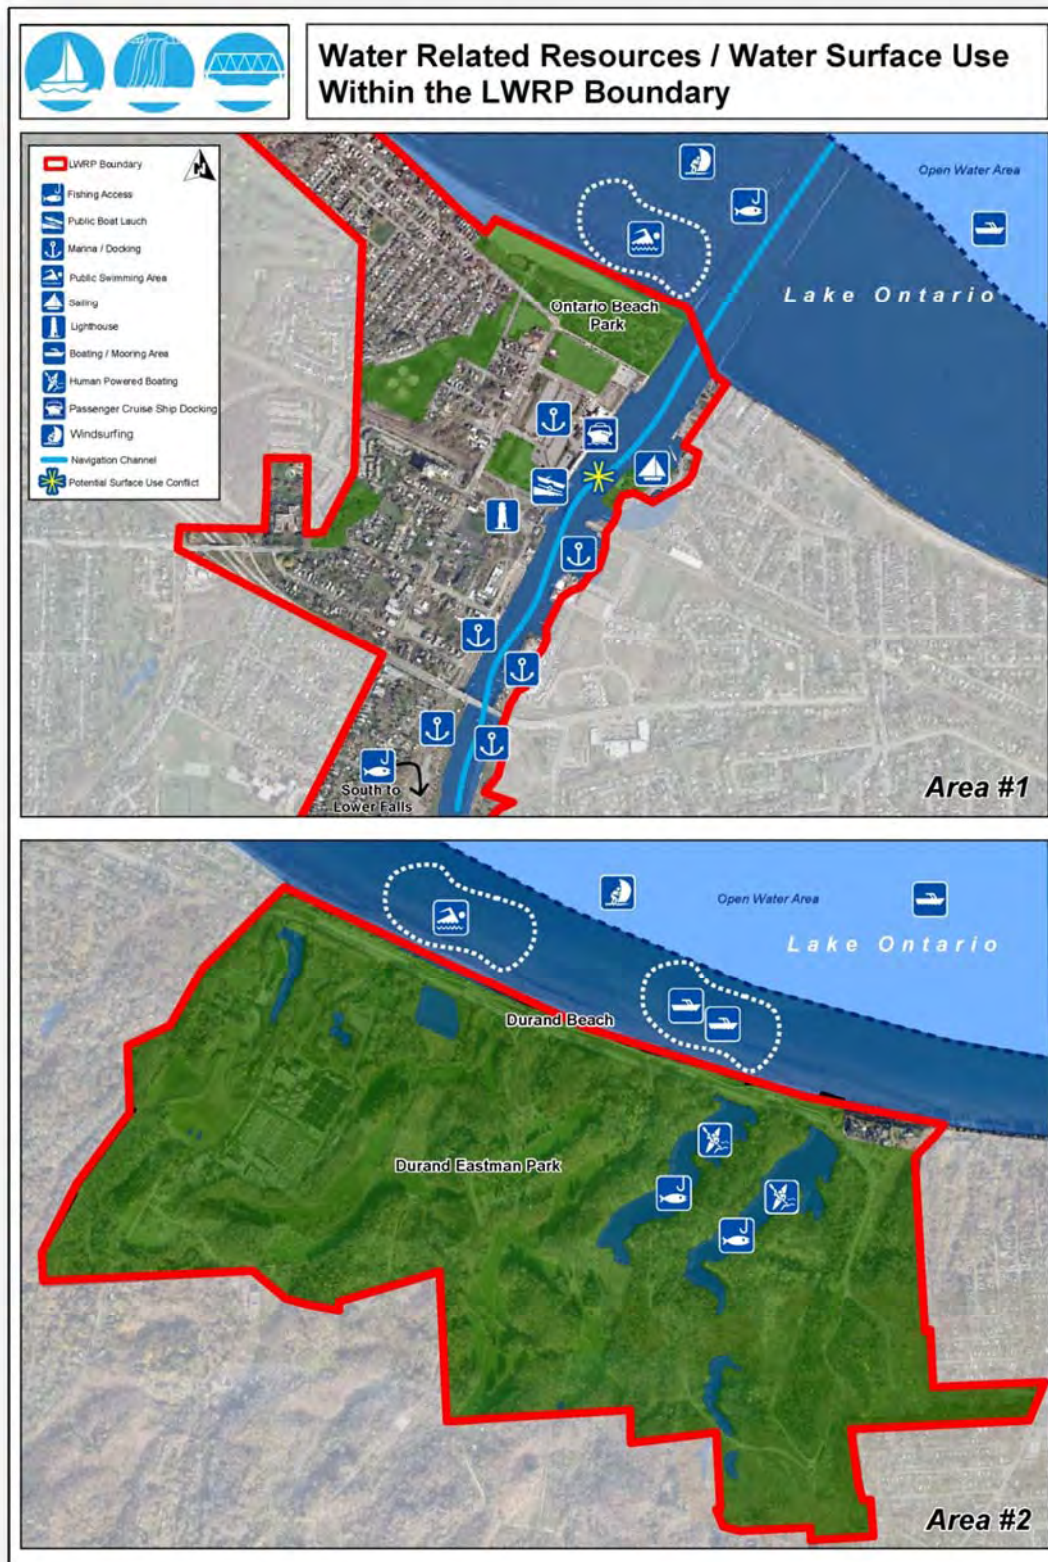 Water Related Resources / Water Surface Use
Within the LWRP Boundary
LWRP Boundary
Fishing Access
Public Boat Lauch
Marina / Docking
Public Swimming Area
Sailing
Lighthouse
Boating / Mooring Area
Human Powered Boating
Passenger Cruise Ship Docking
Windsurfing
Navigation Channel
Potential Surface Use Conflict
N
Open Water Area
Lake Ontario
Ontario Beach
Park
South to
Lower Falls
Area #1
Open Water Area
Lake Ontario
Durand Beach
Durand Eastman Park
Area #2